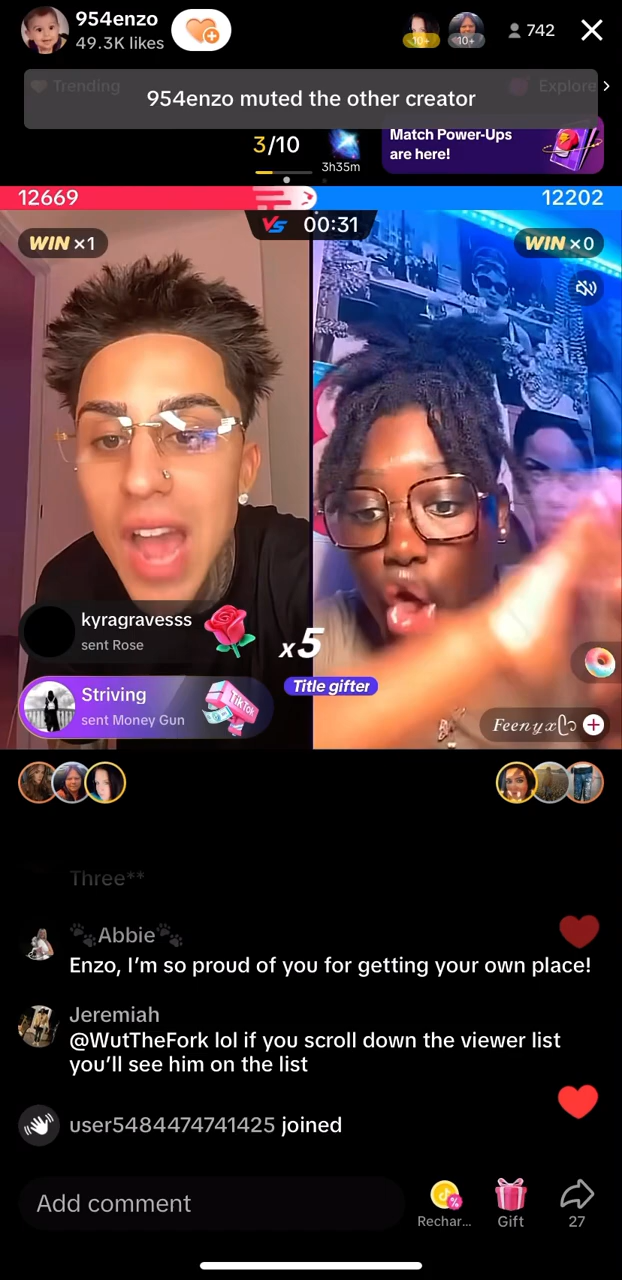 954enzo
49.3K likes
10+
10+
742
Trending
Explore
954enzo muted the other creator
3/10
3h35m
Match Power-Ups
are here!
12669
12202
VS 00:31
WIN ×1
WIN ×0
kyragravesss
sent Rose
x5
Striving
sent Money Gun
TikTok
Title gifter
Feenyx
Three**
🐾Abbie🐾
Enzo, I’m so proud of you for getting your own place!
Jeremiah
@WutTheFork lol if you scroll down the viewer list
you’ll see him on the list
user5484474741425 joined
Add comment
Rechar...
Gift
27